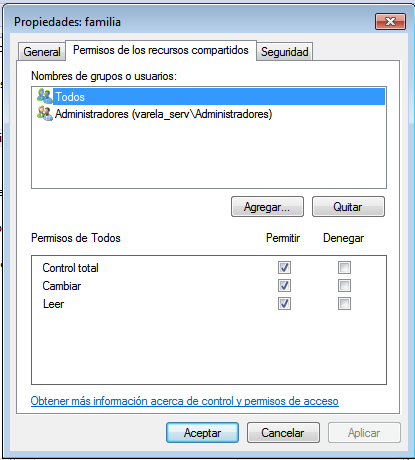 Propiedades: familia
General
Permisos de los recursos compartidos
Seguridad
Nombres de grupos o usuarios:
Todos
Administradores (varela_serv\Administradores)
Agregar...
Quitar
Permisos de Todos
Permitir
Denegar
Control total
Cambiar
Leer
Obtener más información acerca de control y permisos de acceso
Aceptar
Cancelar
Aplicar